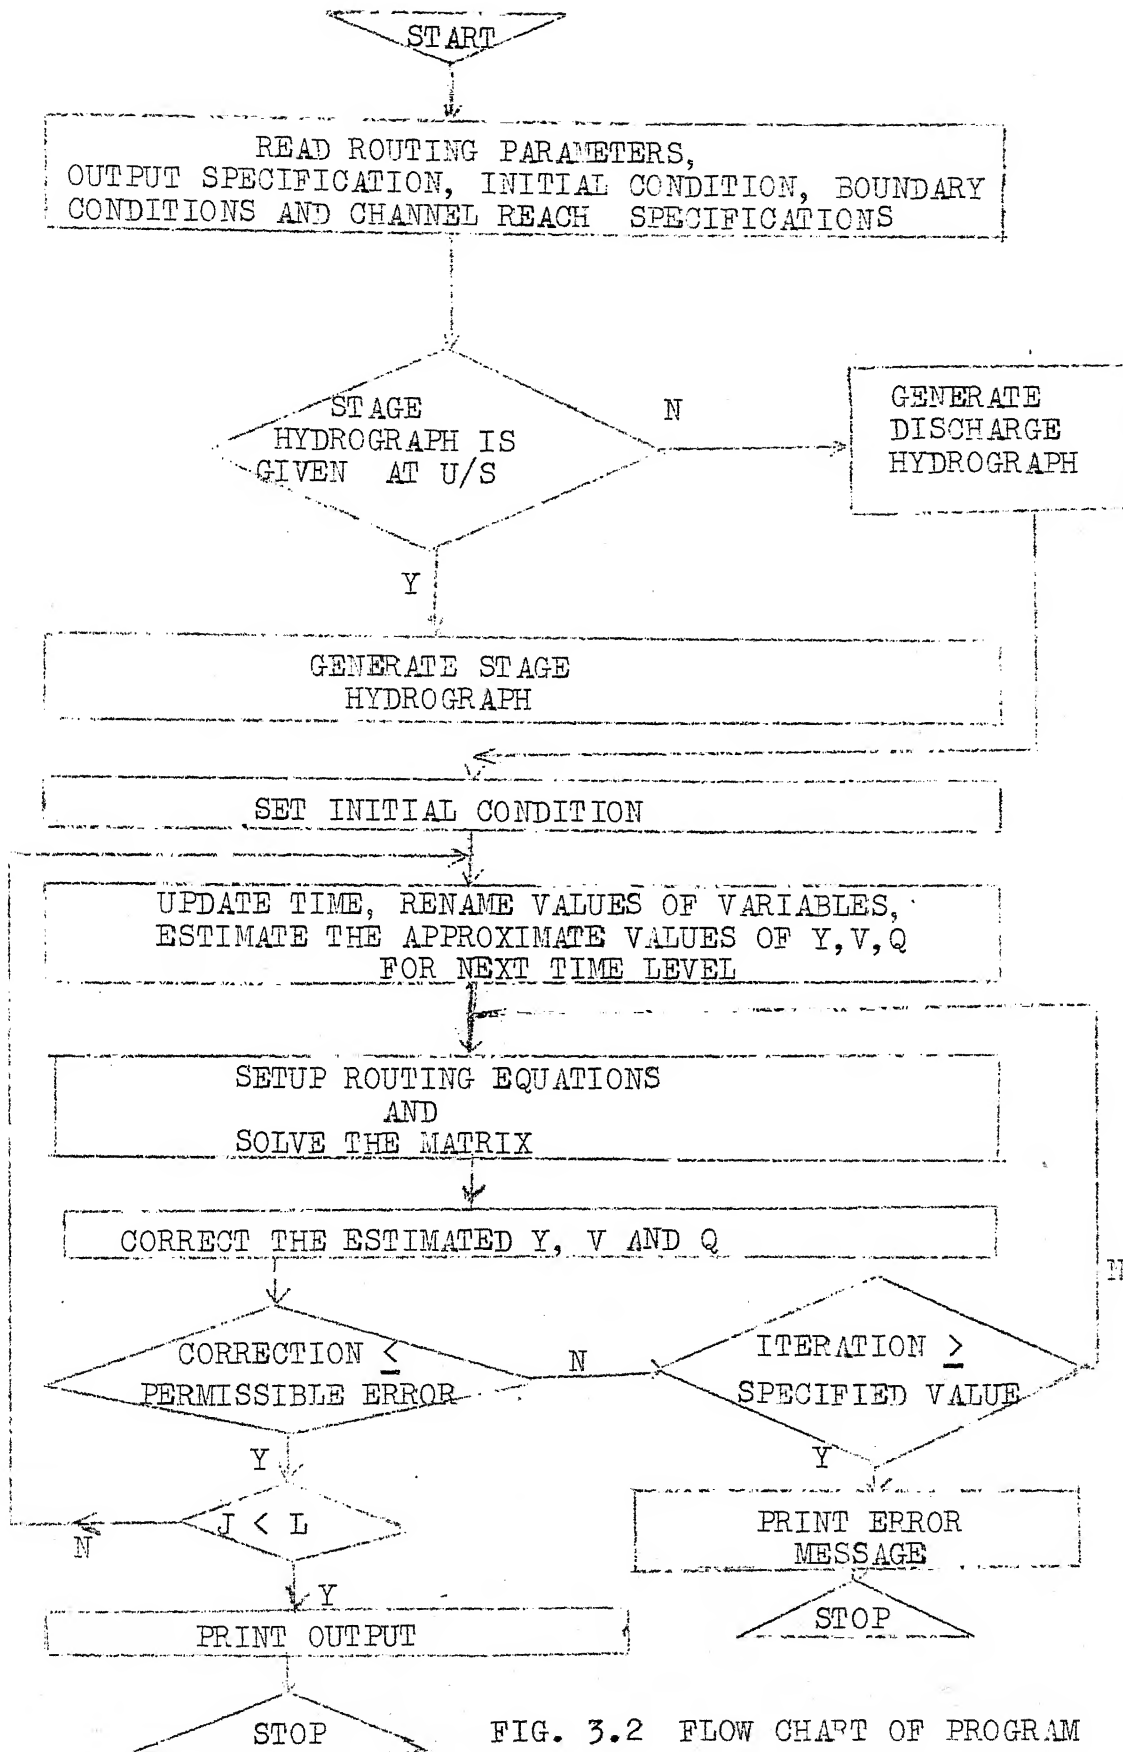 START
READ ROUTING PARAMETERS,
OUTPUT SPECIFICATION, INITIAL CONDITION, BOUNDARY
CONDITIONS AND CHANNEL REACH SPECIFICATIONS
STAGE
HYDROGRAPH IS
GIVEN AT U/S
N
GENERATE
DISCHARGE
HYDROGRAPH
Y
GENERATE STAGE
HYDROGRAPH
SET INITIAL CONDITION
UPDATE TIME, RENAME VALUES OF VARIABLES,
ESTIMATE THE APPROXIMATE VALUES OF Y,V,Q
FOR NEXT TIME LEVEL
SETUP ROUTING EQUATIONS
AND
SOLVE THE MATRIX
CORRECT THE ESTIMATED Y, V AND Q
N
CORRECTION ≤
PERMISSIBLE ERROR
N
ITERATION ≥
SPECIFIED VALUE
Y
Y
J < L
N
Y
PRINT ERROR
MESSAGE
STOP
PRINT OUTPUT
STOP
FIG. 3.2 FLOW CHART OF PROGRAM